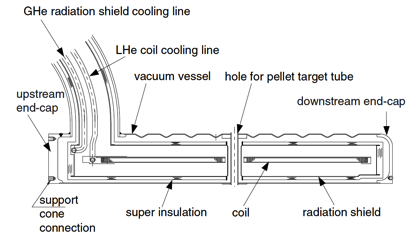 GHe radiation shield cooling line
LHe coil cooling line
vacuum vessel
hole for pellet target tube
upstream
end-cap
downstream end-cap
support
cone
connection
super insulation
coil
radiation shield